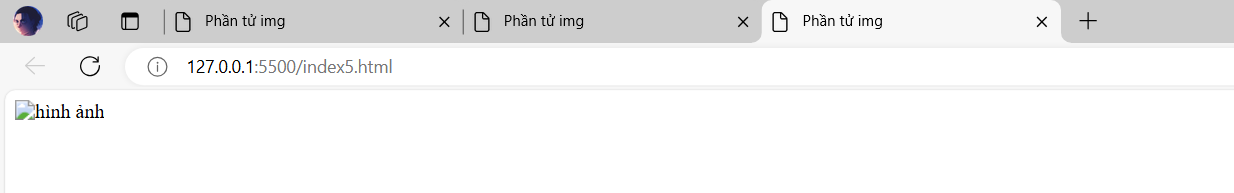 Phần tử img
Phần tử img
Phần tử img
127.0.0.1:5500/index5.html
hình ảnh